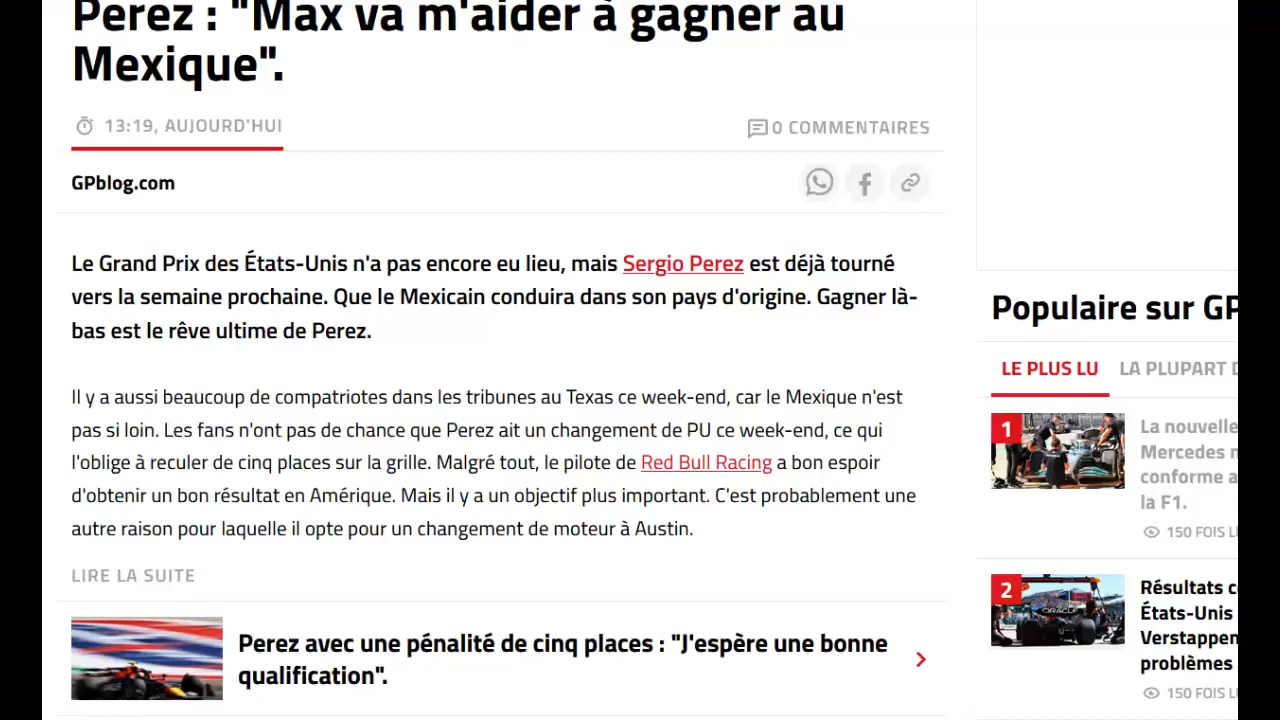 Perez : "Max va m'aider à gagner au
Mexique".
13:19, AUJOURD'HUI
0 COMMENTAIRES
GPblog.com
Le Grand Prix des États-Unis n'a pas encore eu lieu, mais Sergio Perez est déjà tourné
vers la semaine prochaine. Que le Mexicain conduira dans son pays d'origine. Gagner là-
bas est le rêve ultime de Perez.
Il y a aussi beaucoup de compatriotes dans les tribunes au Texas ce week-end, car le Mexique n'est
pas si loin. Les fans n'ont pas de chance que Perez ait un changement de PU ce week-end, ce qui
l'oblige à reculer de cinq places sur la grille. Malgré tout, le pilote de Red Bull Racing a bon espoir
d'obtenir un bon résultat en Amérique. Mais il y a un objectif plus important. C'est probablement une
autre raison pour laquelle il opte pour un changement de moteur à Austin.
LIRE LA SUITE
Perez avec une pénalité de cinq places : "J'espère une bonne
qualification".
Populaire sur GP
LE PLUS LU
LA PLUPART
1
La nouvelle
Mercedes
conforme a
la F1.
150 FOIS
2
ORACLE
Résultats
États-Unis
Verstappen
problèmes
150 FOIS